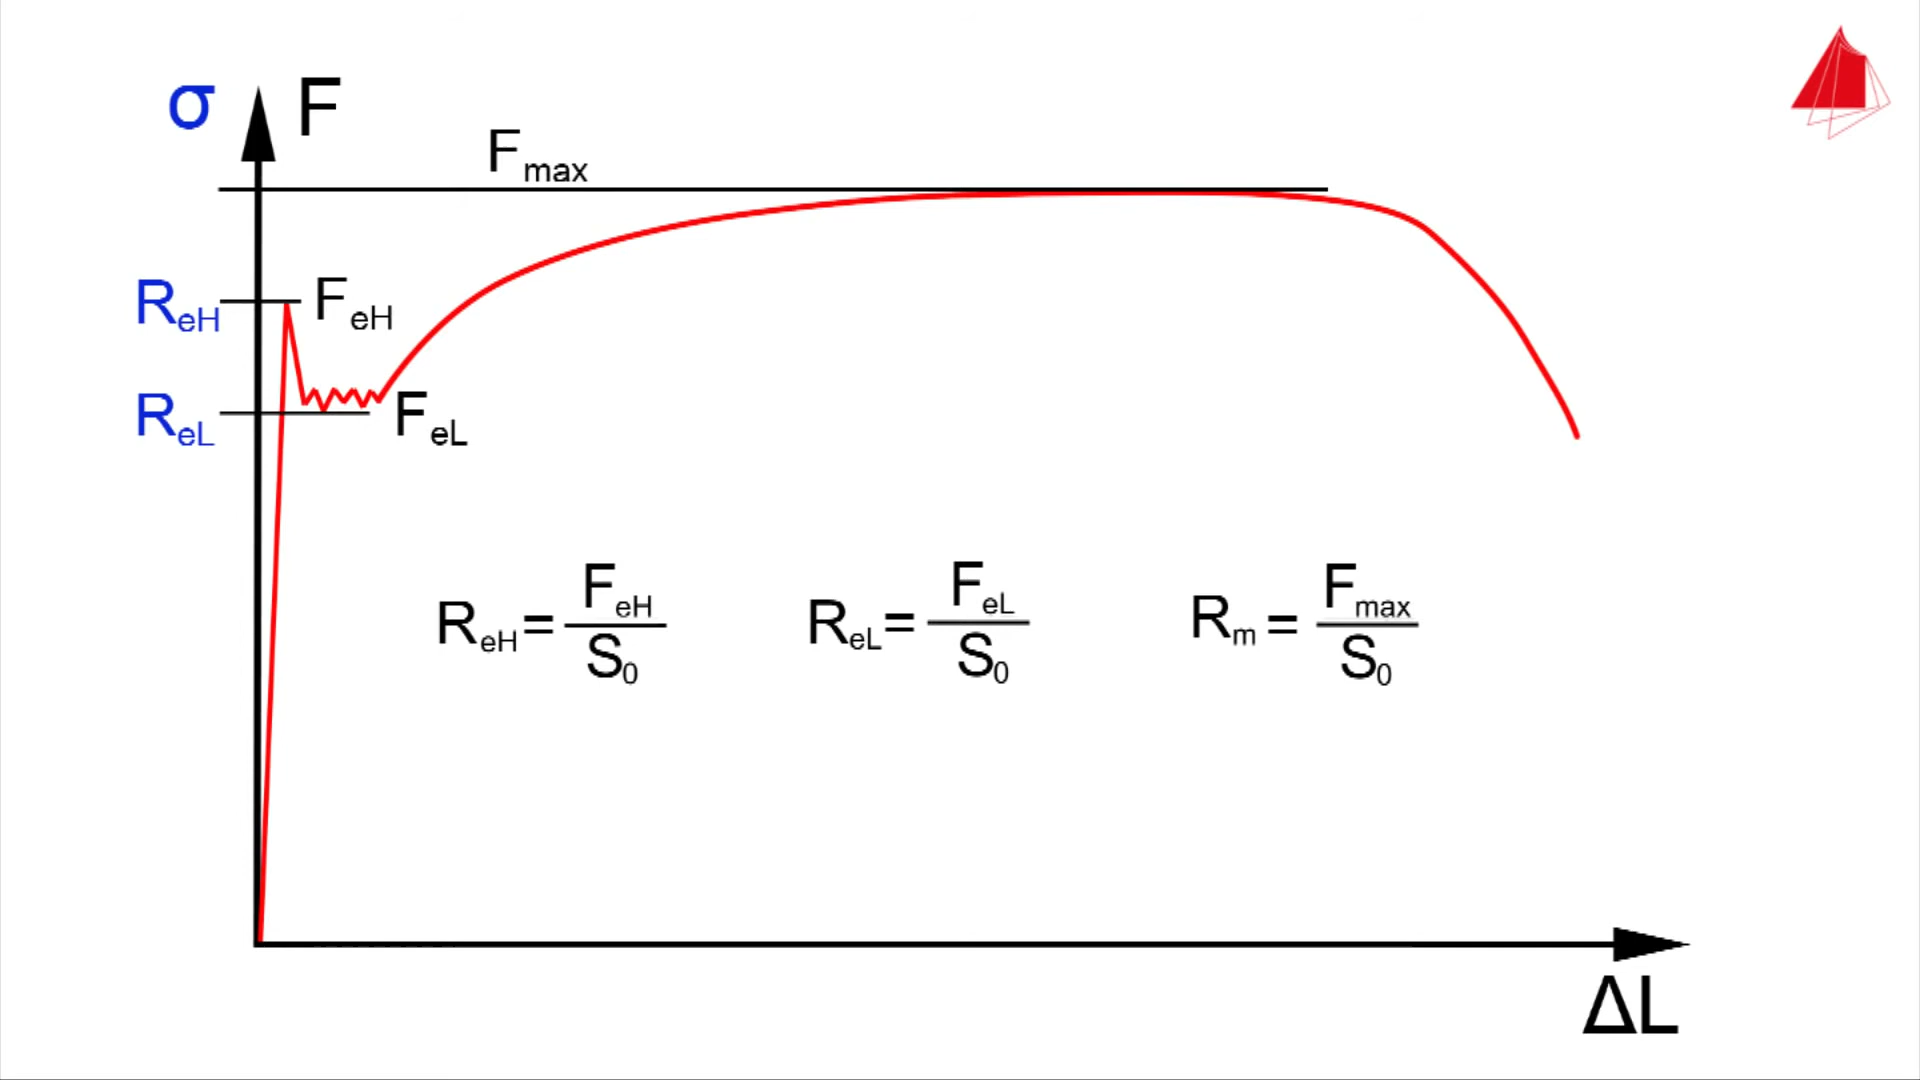 σ F
Fmax
ReH FeH
ReL FeL
ReH = FeH / S0
ReL = FeL / S0
Rm = Fmax / S0
ΔL